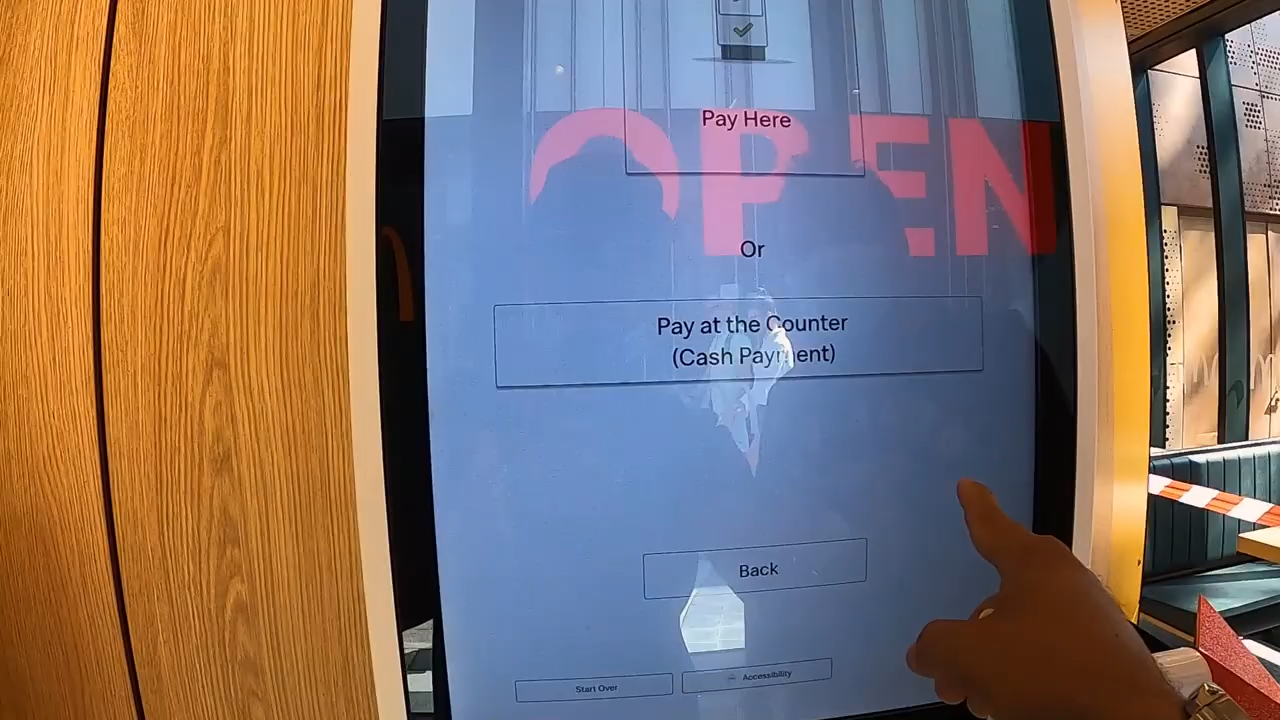 Pay Here
OPEN
Or
Pay at the Counter
(Cash Payment)
Back
Start Over
Accessibility